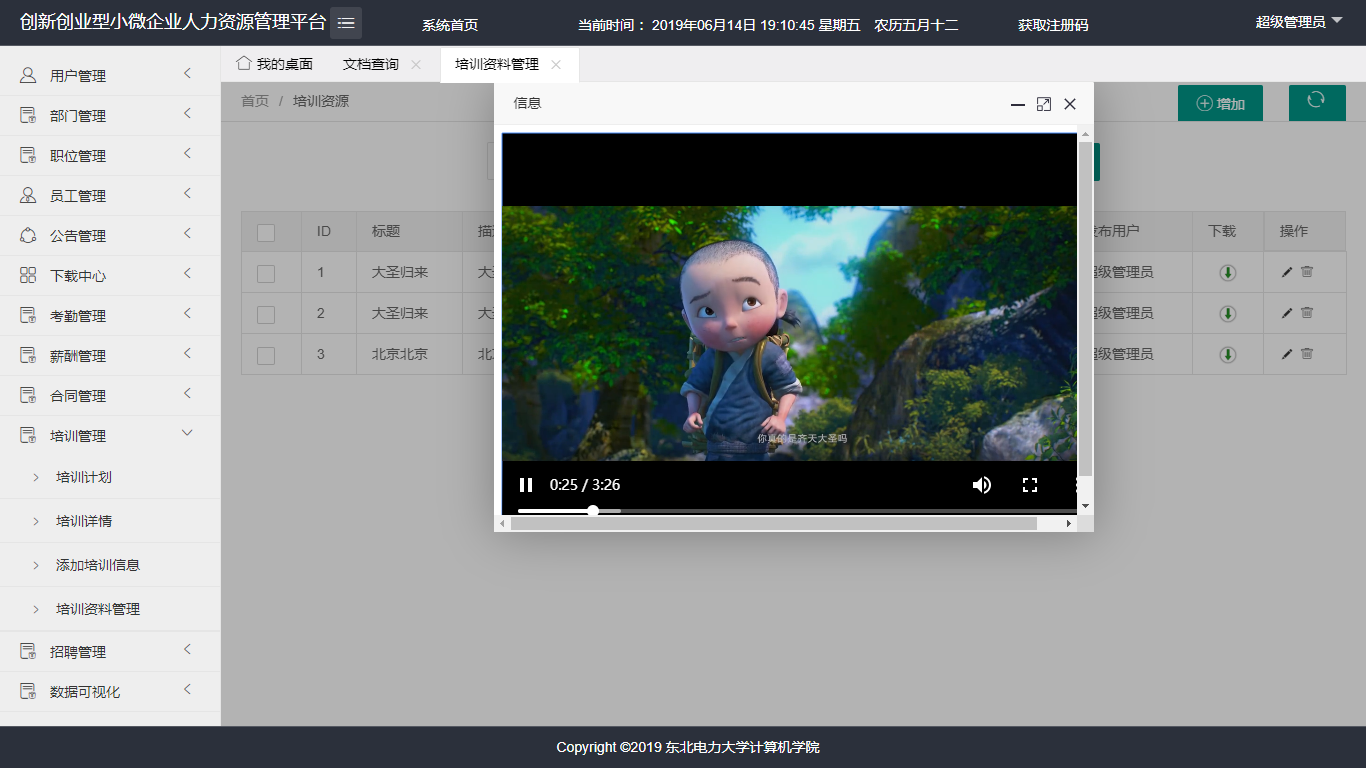 创新创业型小微企业人力资源管理平台
系统首页
当前时间： 2019年06月14日 19:10:45 星期五 农历五月十二
获取注册码
超级管理员
用户管理
部门管理
职位管理
员工管理
公告管理
下载中心
考勤管理
薪酬管理
合同管理
培训管理
培训计划
培训详情
添加培训信息
培训资料管理
招聘管理
数据可视化
我的桌面
文档查询
培训资料管理
首页 / 培训资源
增加
信息
你真的是齐天大圣吗
0:25 / 3:26
ID 标题 用户 下载 操作
1 大圣归来 大 级管理员
2 大圣归来 大 级管理员
3 北京北京 北 级管理员
Copyright ©2019 东北电力大学计算机学院